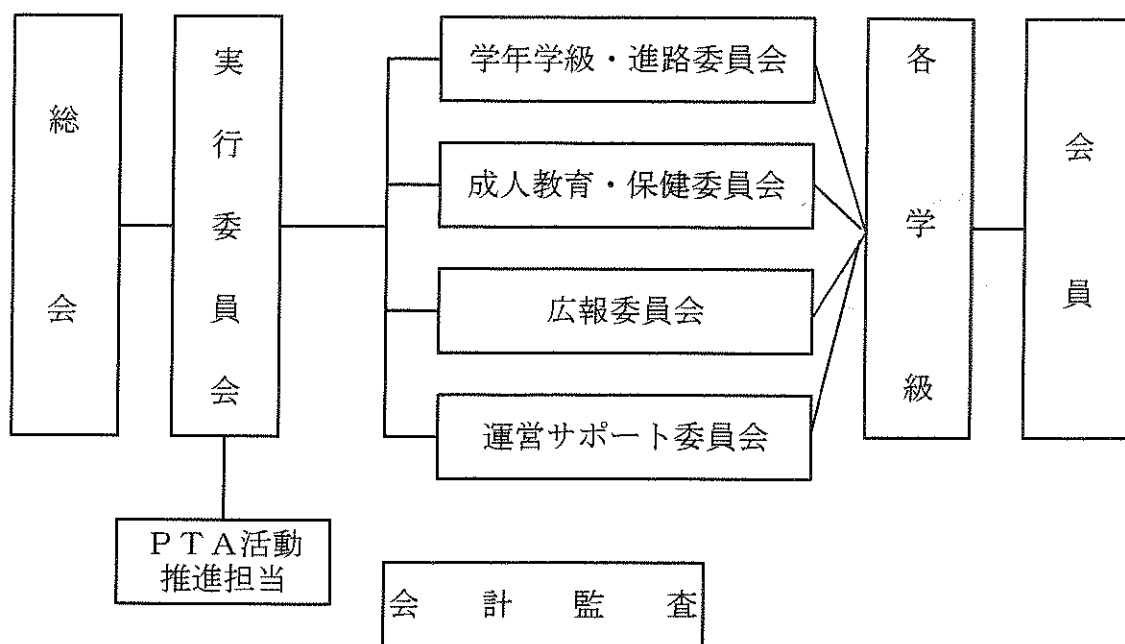 総会
実行委員会
学年学級・進路委員会
成人教育・保健委員会
広報委員会
運営サポート委員会
各学級
会員
ＰＴＡ活動
推進担当
会計監査